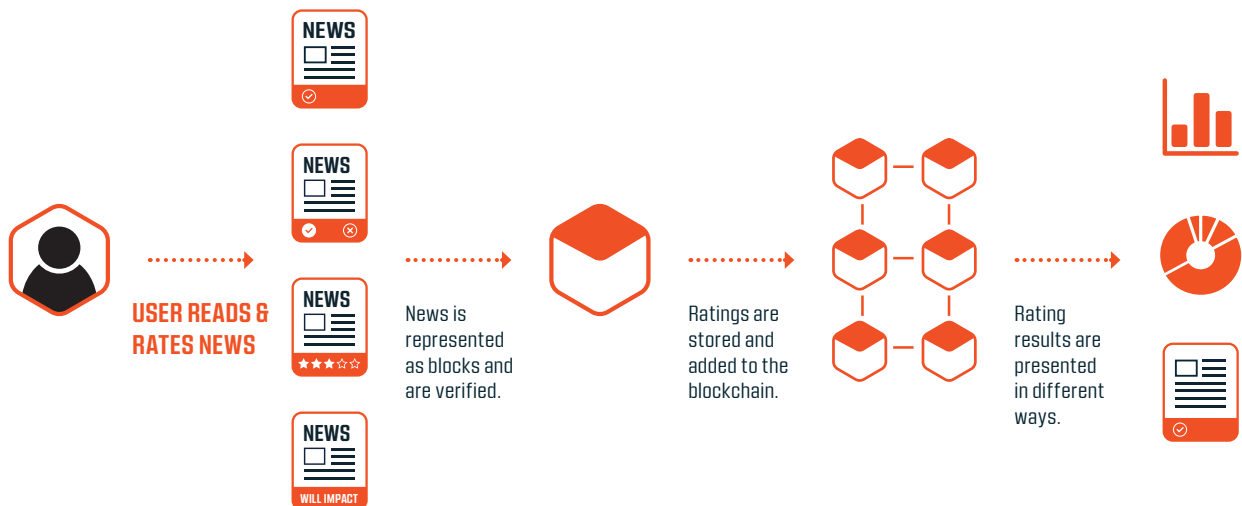 NEWS
NEWS
NEWS
NEWS
WILL IMPACT
USER READS &
RATES NEWS
News is
represented
as blocks and
are verified.
Ratings are
stored and
added to the
blockchain.
Rating
results are
presented
in different
ways.